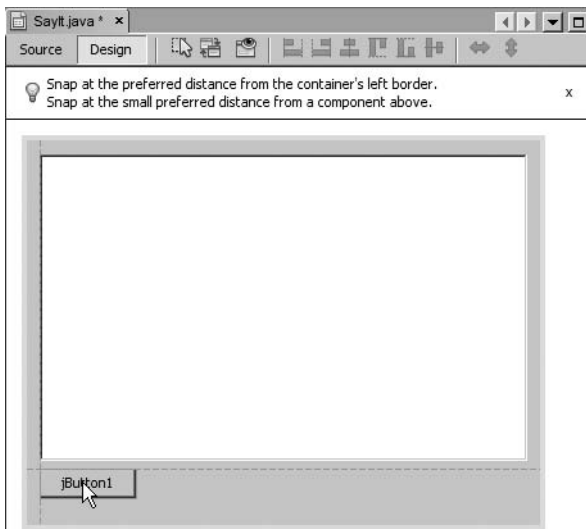 SayIt.java * x
Source Design
Snap at the preferred distance from the container's left border.
Snap at the small preferred distance from a component above.
x
jButton1